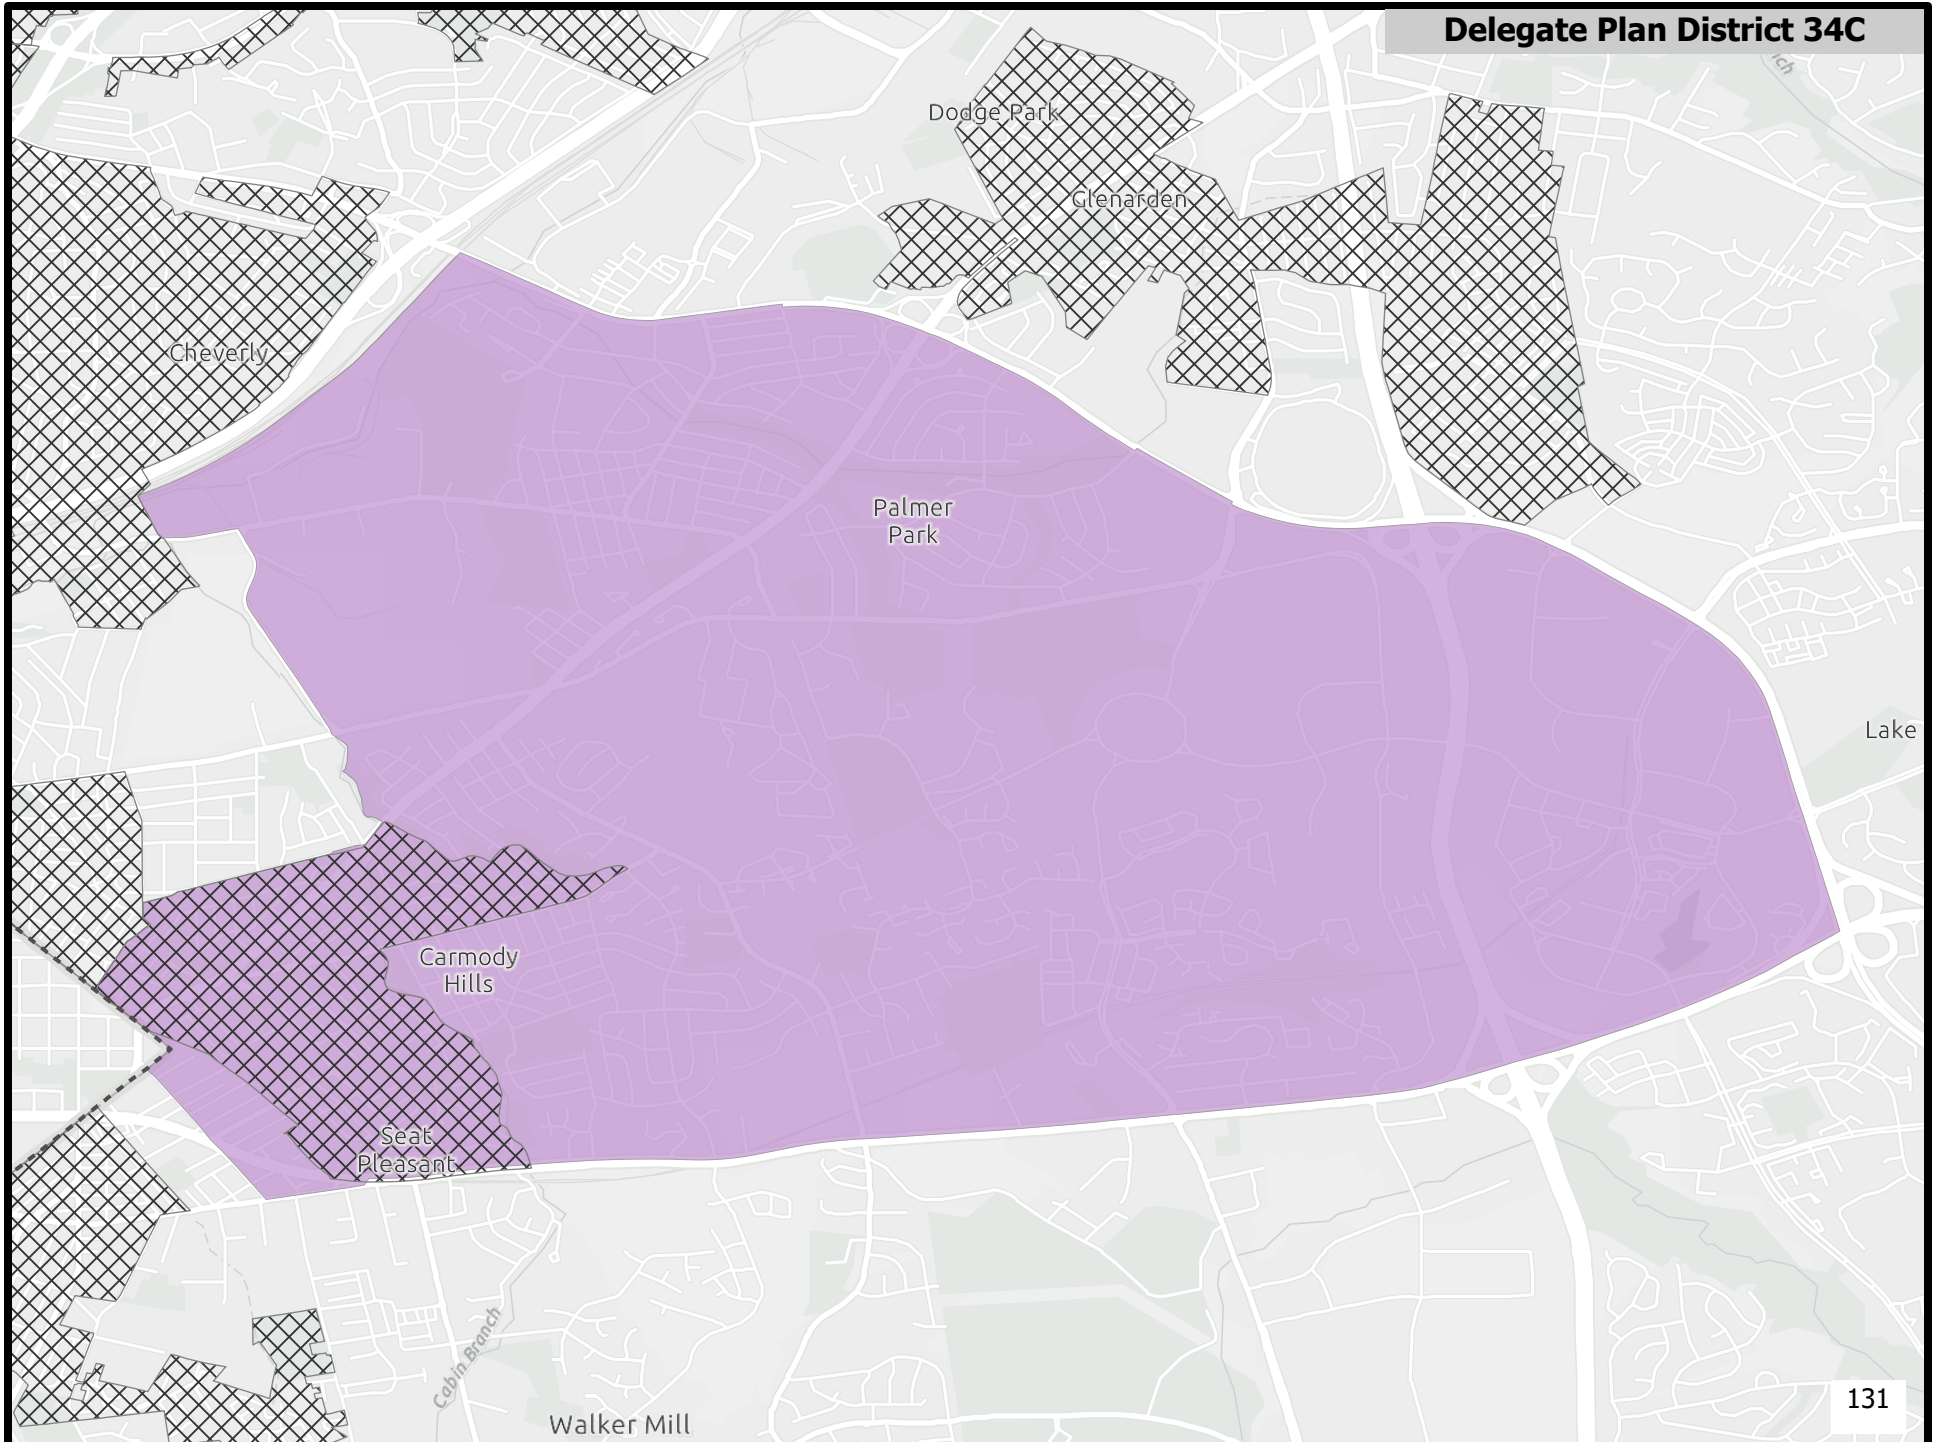 Delegate Plan District 34C
ich
Dodge Park
Glenarden
Cheverly
Palmer
Park
Lake
Carmody
Hills
Seat
Pleasant
Cabin Branch
Walker Mill
131